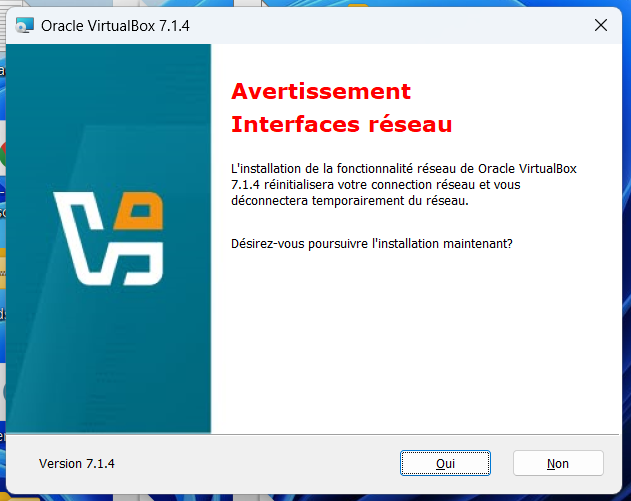 Oracle VirtualBox 7.1.4
Avertissement
Interfaces réseau
L'installation de la fonctionnalité réseau de Oracle VirtualBox
7.1.4 réinitialisera votre connection réseau et vous
déconnectera temporairement du réseau.
Désirez-vous poursuivre l'installation maintenant?
Version 7.1.4
Oui
Non